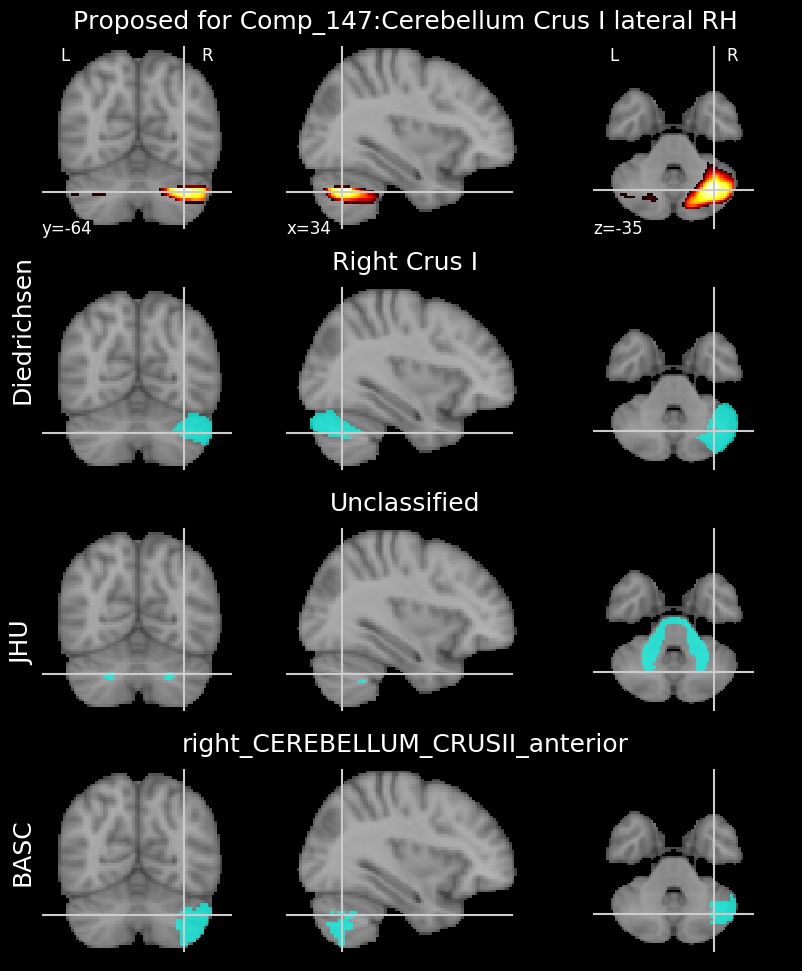 Proposed for Comp_147:Cerebellum Crus I lateral RH
L R L R
y=-64 x=34 z=-35
Right Crus I
Diedrichsen
Unclassified
JHU
right_CEREBELLUM_CRUSII_anterior
BASC